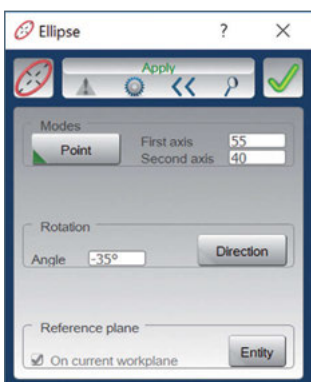 Ellipse ? ×
Apply
Modes
Point
First axis 55
Second axis 40
Rotation
Angle -35°
Direction
Reference plane
On current workplane
Entity